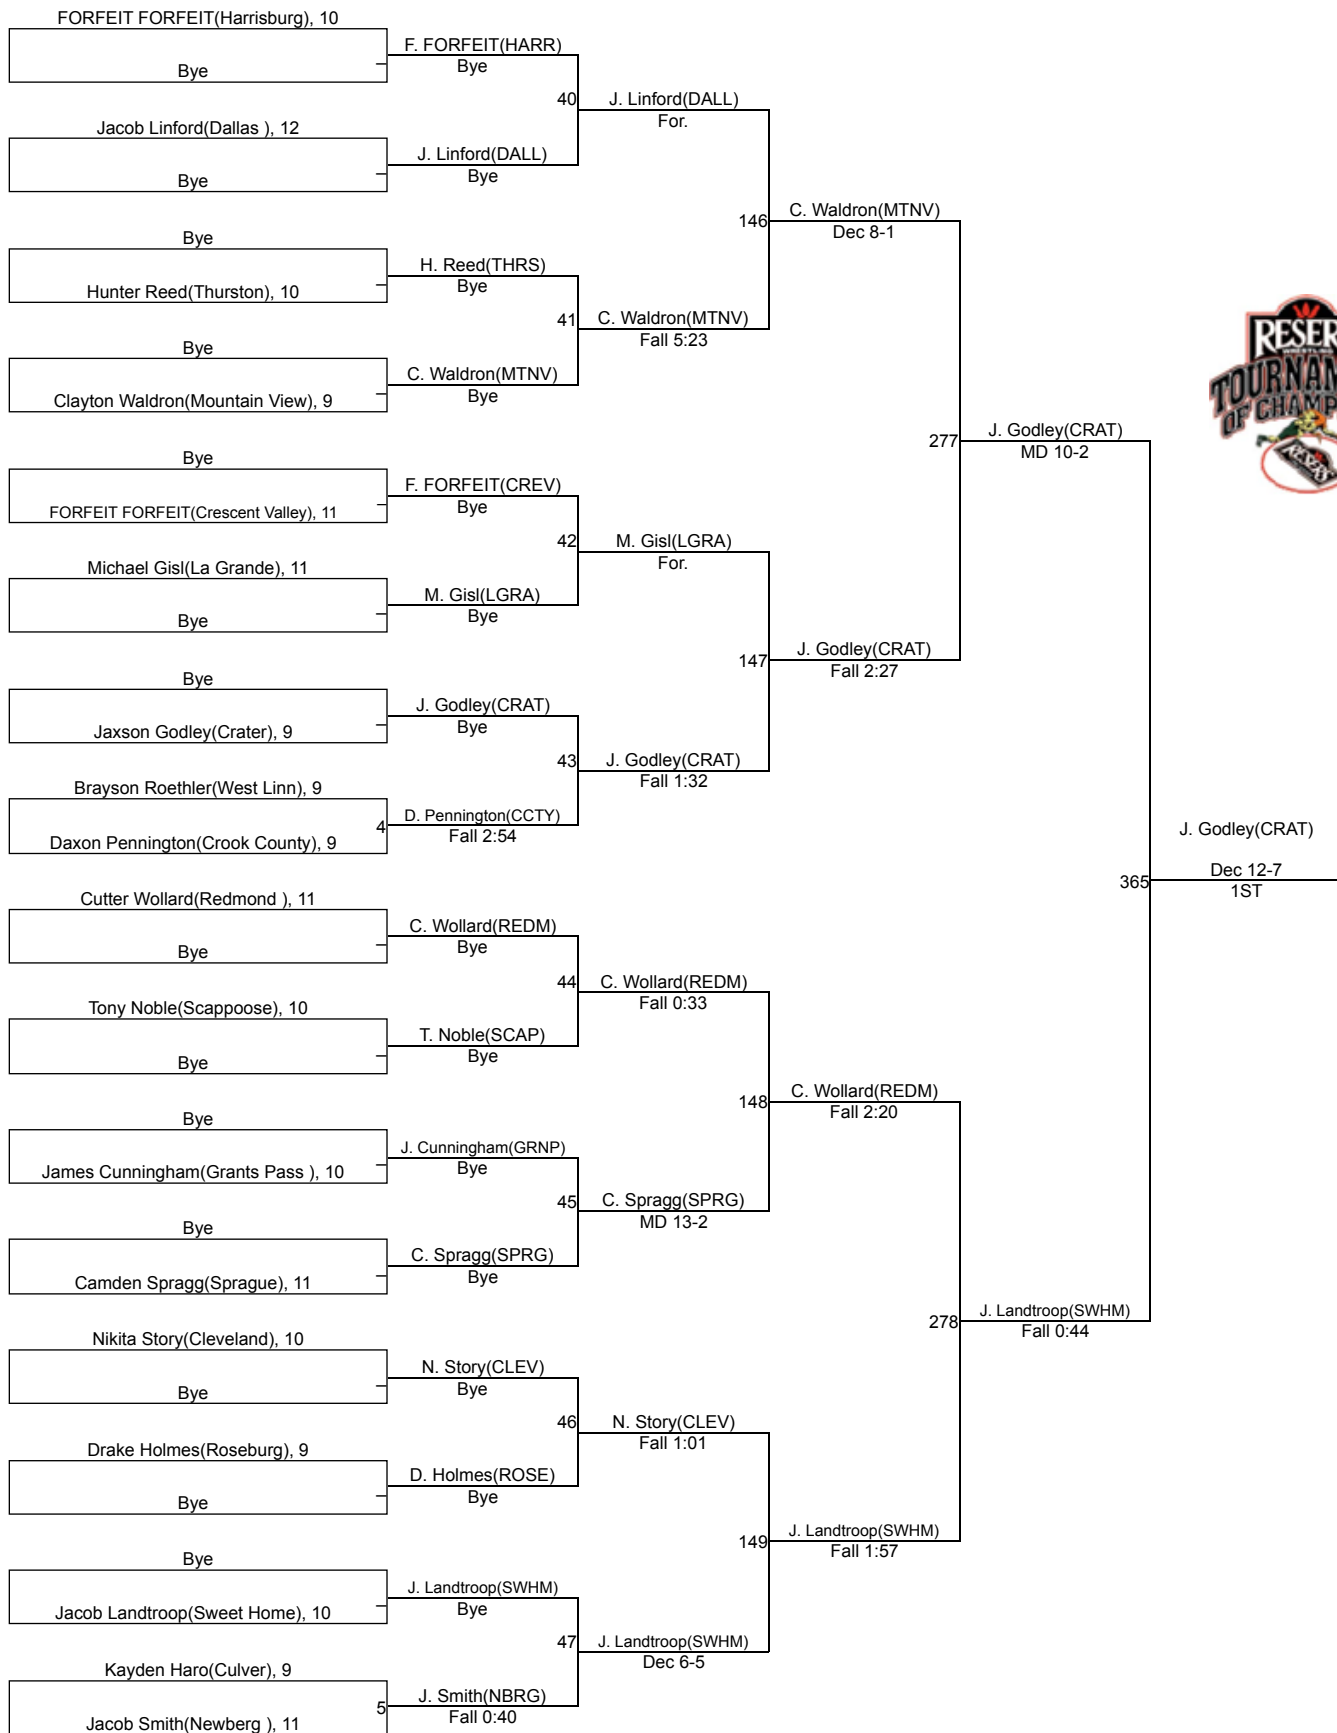 FORFEIT FORFEIT(Harrisburg), 10
Bye
Jacob Linford(Dallas ), 12
Bye
Bye
Hunter Reed(Thurston), 10
Bye
Clayton Waldron(Mountain View), 9
Bye
FORFEIT FORFEIT(Crescent Valley), 11
Michael Gisl(La Grande), 11
Bye
Bye
Jaxson Godley(Crater), 9
Brayson Roethler(West Linn), 9
4
Daxon Pennington(Crook County), 9
Cutter Wollard(Redmond ), 11
Bye
Tony Noble(Scappoose), 10
Bye
Bye
James Cunningham(Grants Pass ), 10
Bye
Camden Spragg(Sprague), 11
Nikita Story(Cleveland), 10
Bye
Drake Holmes(Roseburg), 9
Bye
Bye
Jacob Landtroop(Sweet Home), 10
Kayden Haro(Culver), 9
5
Jacob Smith(Newberg ), 11
F. FORFEIT(HARR)
Bye
40
J. Linford(DALL)
Bye
H. Reed(THRS)
Bye
41
C. Waldron(MTNV)
Bye
F. FORFEIT(CREV)
Bye
42
M. Gisl(LGRA)
Bye
J. Godley(CRAT)
Bye
43
D. Pennington(CCTY)
Fall 2:54
C. Wollard(REDM)
Bye
44
T. Noble(SCAP)
Bye
J. Cunningham(GRNP)
Bye
45
C. Spragg(SPRG)
Bye
N. Story(CLEV)
Bye
46
D. Holmes(ROSE)
Bye
J. Landtroop(SWHM)
Bye
47
J. Smith(NBRG)
Fall 0:40
J. Linford(DALL)
For.
146
C. Waldron(MTNV)
Fall 5:23
M. Gisl(LGRA)
For.
147
J. Godley(CRAT)
Fall 1:32
C. Wollard(REDM)
Fall 0:33
148
C. Spragg(SPRG)
MD 13-2
N. Story(CLEV)
Fall 1:01
149
J. Landtroop(SWHM)
Dec 6-5
C. Waldron(MTNV)
Dec 8-1
277
J. Godley(CRAT)
Fall 2:27
C. Wollard(REDM)
Fall 2:20
278
J. Landtroop(SWHM)
Fall 1:57
J. Godley(CRAT)
MD 10-2
365
J. Landtroop(SWHM)
Fall 0:44
J. Godley(CRAT)
Dec 12-7
1ST
RESER
WRESTLING
TOURNAM
OF CHAMP